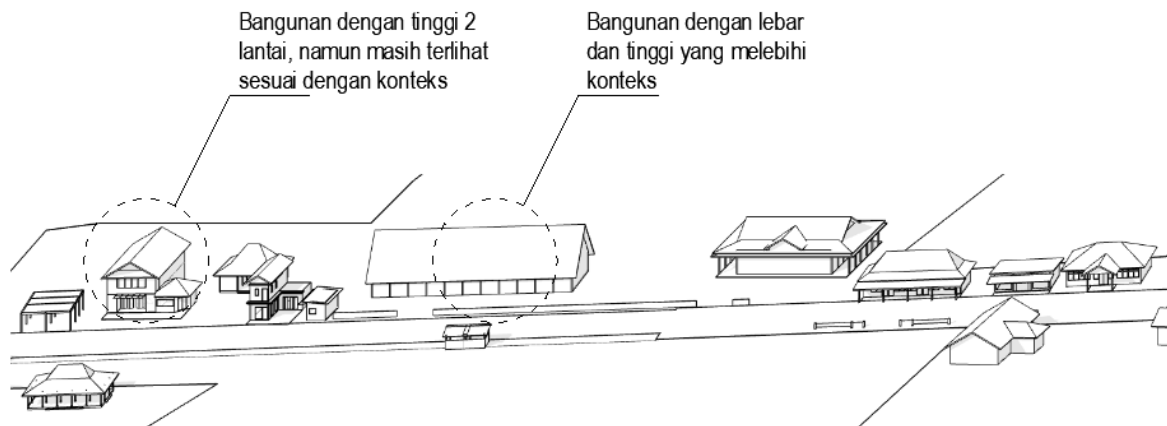 Bangunan dengan tinggi 2
lantai, namun masih terlihat
sesuai dengan konteks
Bangunan dengan lebar
dan tinggi yang melebihi
konteks